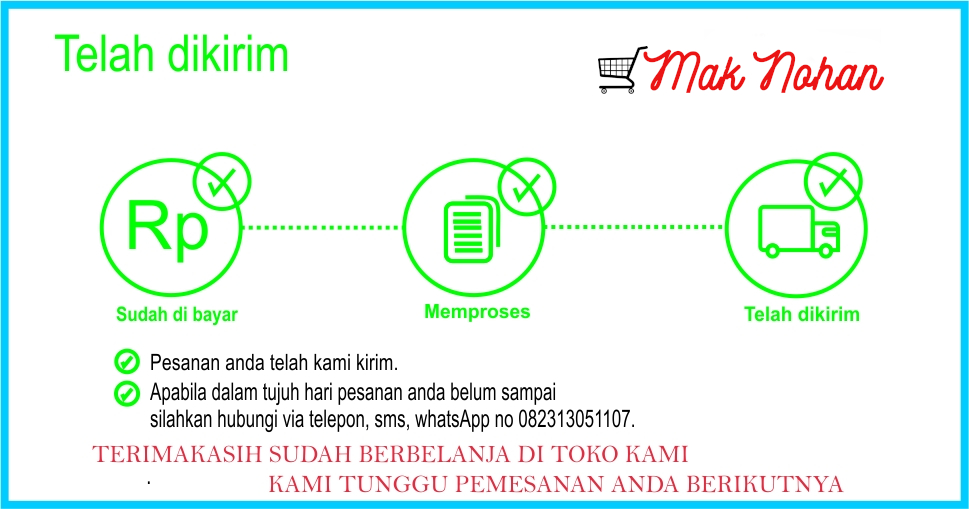 Telah dikirim
Mak Nohan
Rp
Sudah di bayar
Memproses
Telah dikirim
Pesanan anda telah kami kirim.
Apabila dalam tujuh hari pesanan anda belum sampai
silahkan hubungi via telepon, sms, whatsApp no 082313051107.
TERIMAKASIH SUDAH BERBELANJA DI TOKO KAMI
. KAMI TUNGGU PEMESANAN ANDA BERIKUTNYA